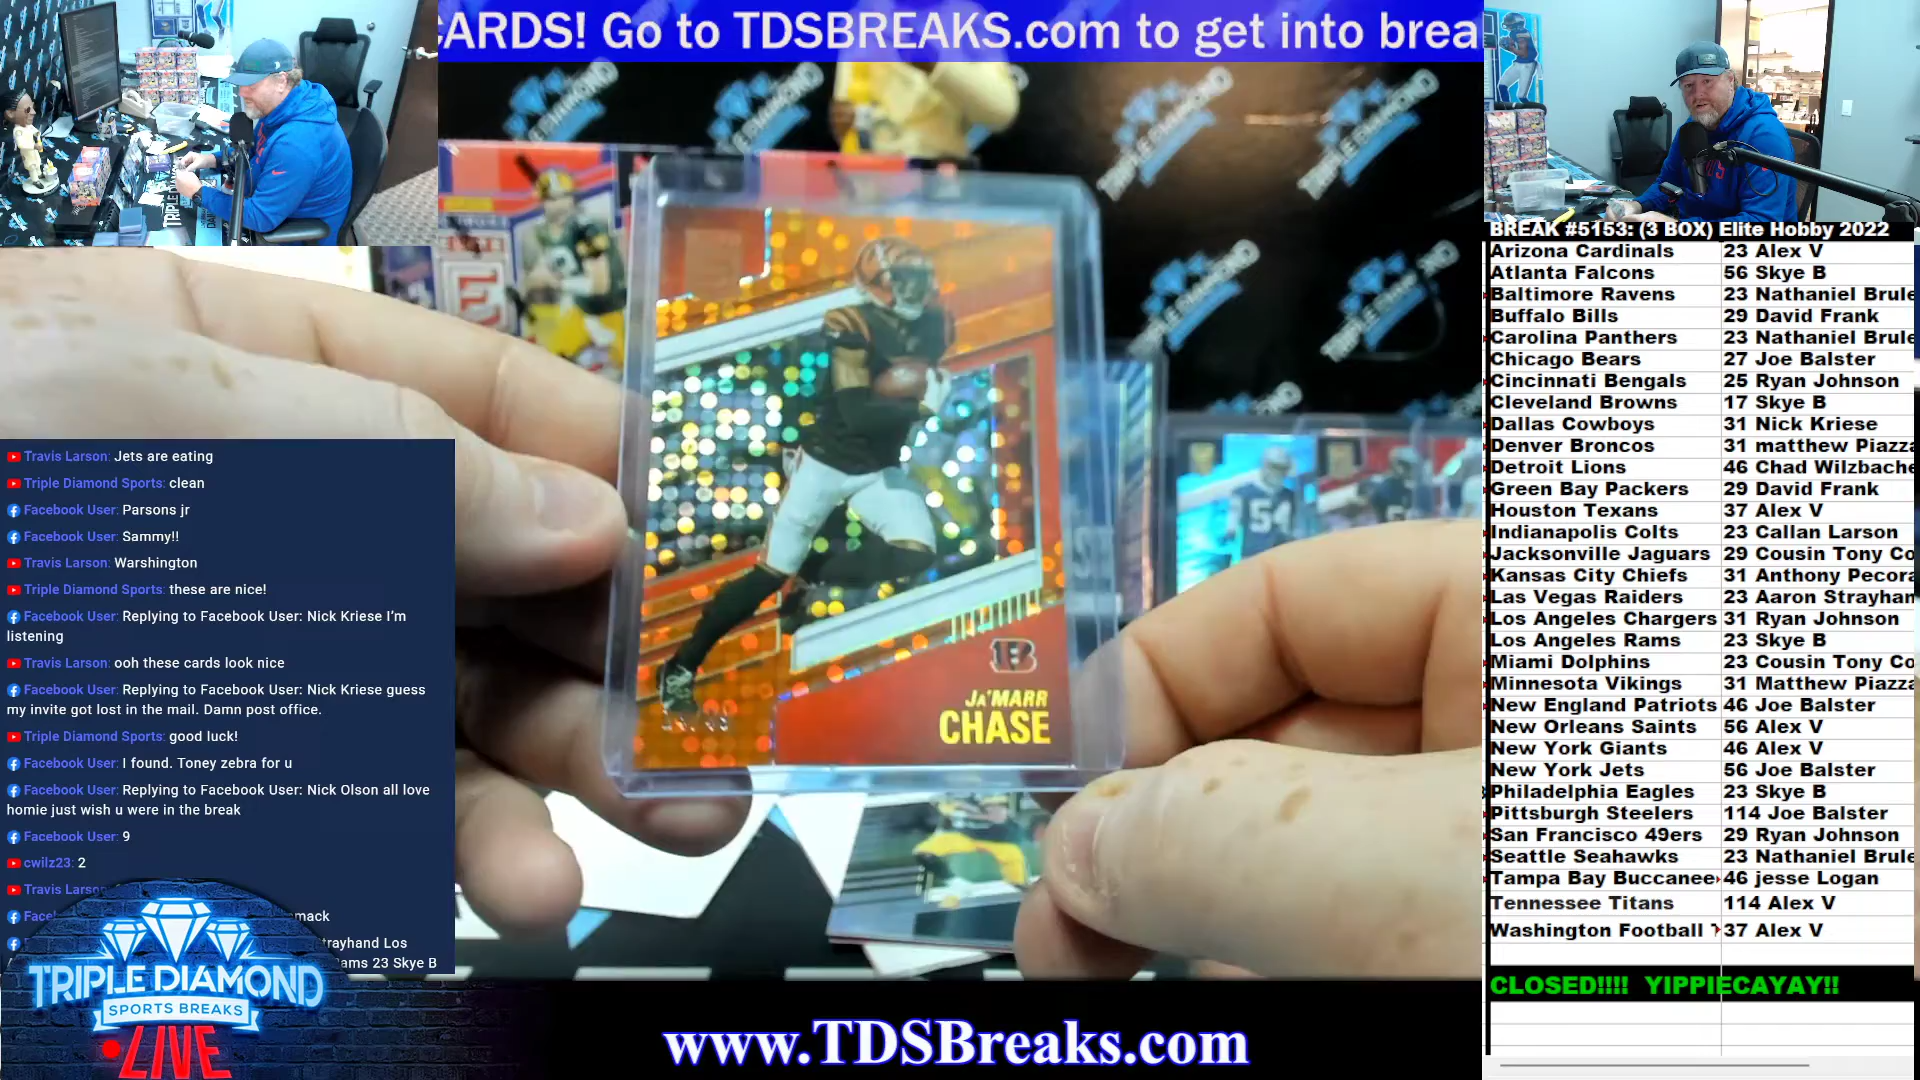 CARDS! Go to TDSBREAKS.com to get into brea
BREAK #5153: (3 BOX) Elite Hobby 2022
Arizona Cardinals 23 Alex V
Atlanta Falcons 56 Skye B
Baltimore Ravens 23 Nathaniel Brule
Buffalo Bills 29 David Frank
Carolina Panthers 23 Nathaniel Brule
Chicago Bears 27 Joe Balster
Cincinnati Bengals 25 Ryan Johnson
Cleveland Browns 17 Skye B
Dallas Cowboys 31 Nick Kriese
Denver Broncos 31 matthew Piazza
Detroit Lions 46 Chad Wilzbache
Green Bay Packers 29 David Frank
Houston Texans 37 Alex V
Indianapolis Colts 23 Callan Larson
Jacksonville Jaguars 29 Cousin Tony Co
Kansas City Chiefs 31 Anthony Pecora
Las Vegas Raiders 23 Aaron Strayhan
Los Angeles Chargers 31 Ryan Johnson
Los Angeles Rams 23 Skye B
Miami Dolphins 23 Cousin Tony Co
Minnesota Vikings 31 Matthew Piazza
New England Patriots 46 Joe Balster
New Orleans Saints 56 Alex V
New York Giants 46 Alex V
New York Jets 56 Joe Balster
Philadelphia Eagles 23 Skye B
Pittsburgh Steelers 114 Joe Balster
San Francisco 49ers 29 Ryan Johnson
Seattle Seahawks 23 Nathaniel Brule
Tampa Bay Buccanee 46 jesse Logan
Tennessee Titans 114 Alex V
Washington Football 37 Alex V
CLOSED!!!! YIPPIECAYAY!!
JA'MARR
CHASE
54
TRIPLE DIAMOND
Travis Larson: Jets are eating
Triple Diamond Sports: clean
Facebook User: Parsons jr
Facebook User: Sammy!!
Travis Larson: Warshington
Triple Diamond Sports: these are nice!
Facebook User: Replying to Facebook User: Nick Kriese I'm
listening
Travis Larson: ooh these cards look nice
Facebook User: Replying to Facebook User: Nick Kriese guess
my invite got lost in the mail. Damn post office.
Triple Diamond Sports: good luck!
Facebook User: I found. Toney zebra for u
Facebook User: Replying to Facebook User: Nick Olson all love
homie just wish u were in the break
Facebook User: 9
cwilz23: 2
Travis Larson
Face mack
trayhand Los
ams 23 Skye B
TRIPLE DIAMOND
SPORTS BREAKS
LIVE
www.TDSBreaks.com